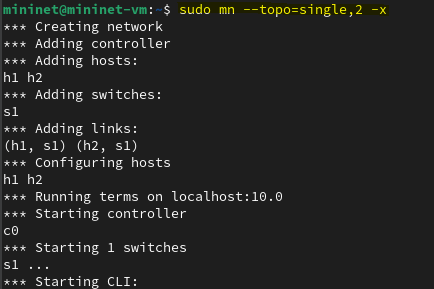 mininet@mininet-vm:~$ sudo mn --topo=single,2 -x
*** Creating network
*** Adding controller
*** Adding hosts:
h1 h2
*** Adding switches:
s1
*** Adding links:
(h1, s1) (h2, s1)
*** Configuring hosts
h1 h2
*** Running terms on localhost:10.0
*** Starting controller
c0
*** Starting 1 switches
s1 ...
*** Starting CLI: